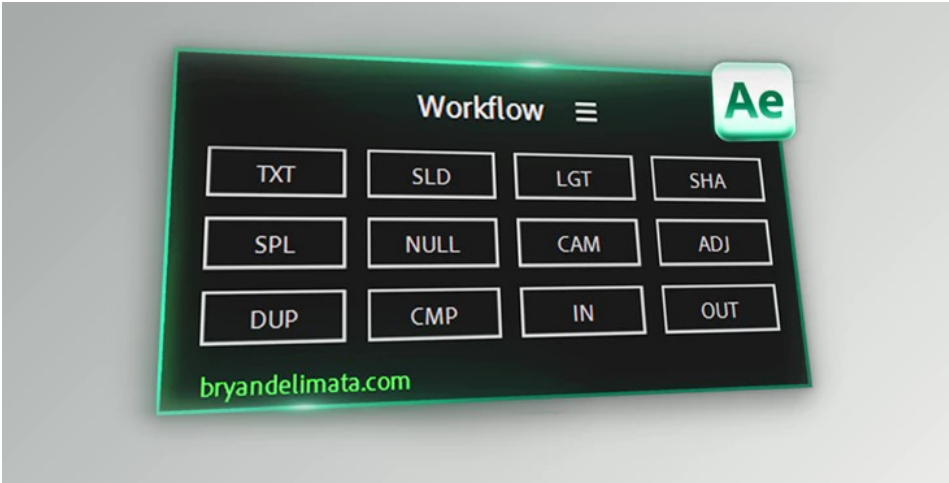 Workflow ☰
Ae
TXT SLD LGT SHA
SPL NULL CAM ADJ
DUP CMP IN OUT
bryandelimata.com